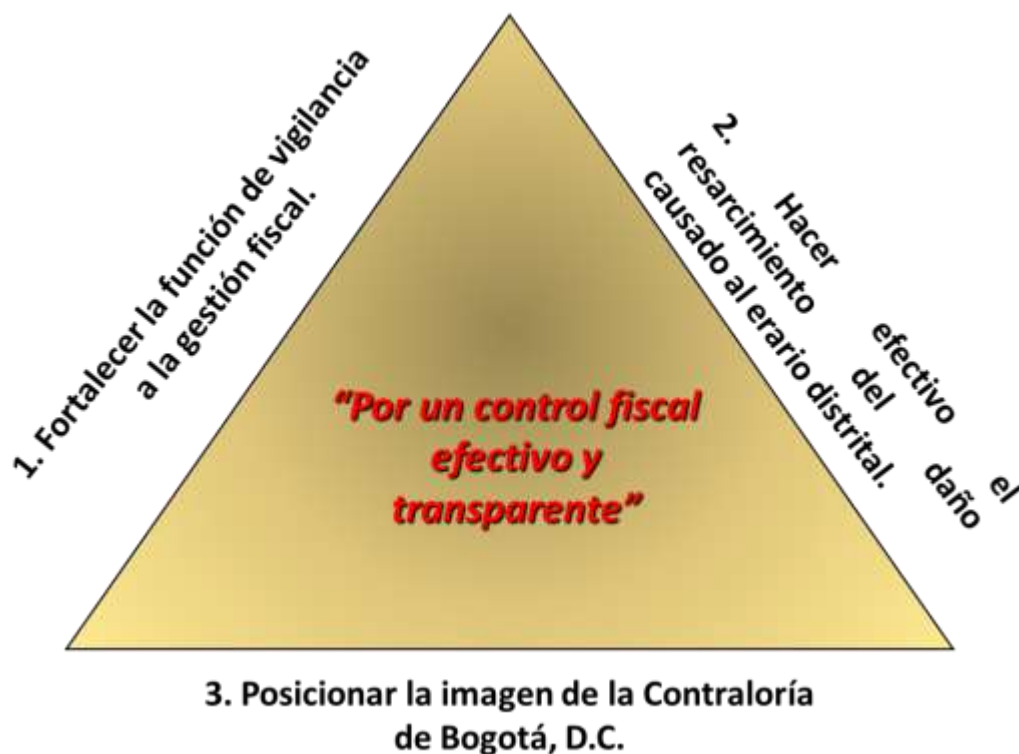 1. Fortalecer la función de vigilancia
a la gestión fiscal.
2. Hacer efectivo el
resarcimiento del daño
causado al erario distrital.
“Por un control fiscal
efectivo y
transparente”
3. Posicionar la imagen de la Contraloría
de Bogotá, D.C.